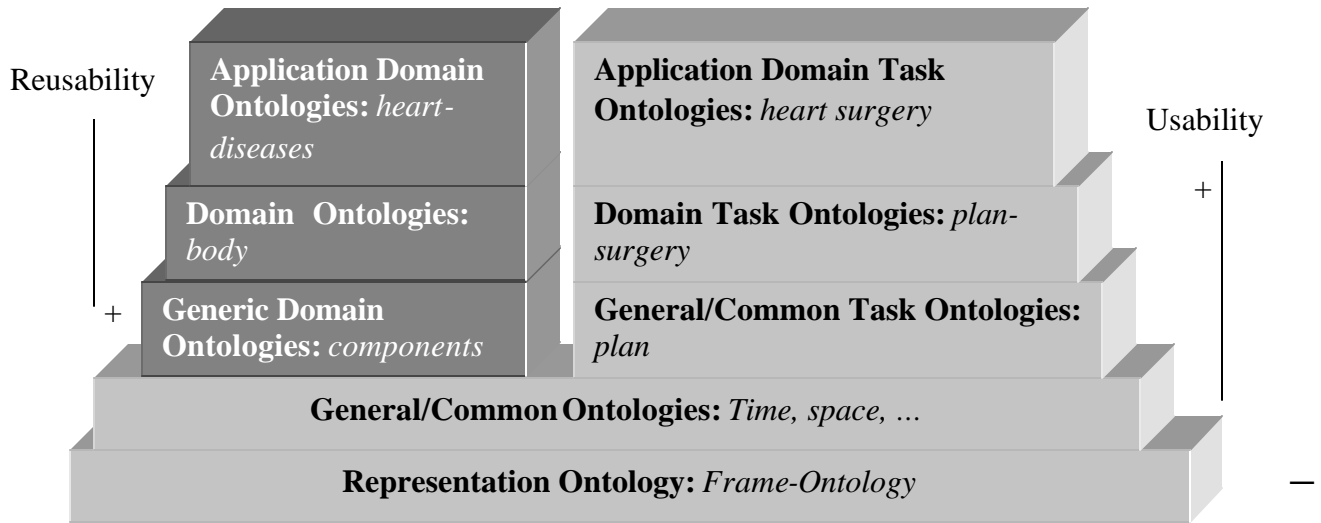 Reusability
+
Application Domain
Ontologies: heart-
diseases
Domain Ontologies:
body
Generic Domain
Ontologies: components
Application Domain Task
Ontologies: heart surgery
Domain Task Ontologies: plan-
surgery
General/Common Task Ontologies:
plan
Usability
+
–
General/Common Ontologies: Time, space, …
Representation Ontology: Frame-Ontology